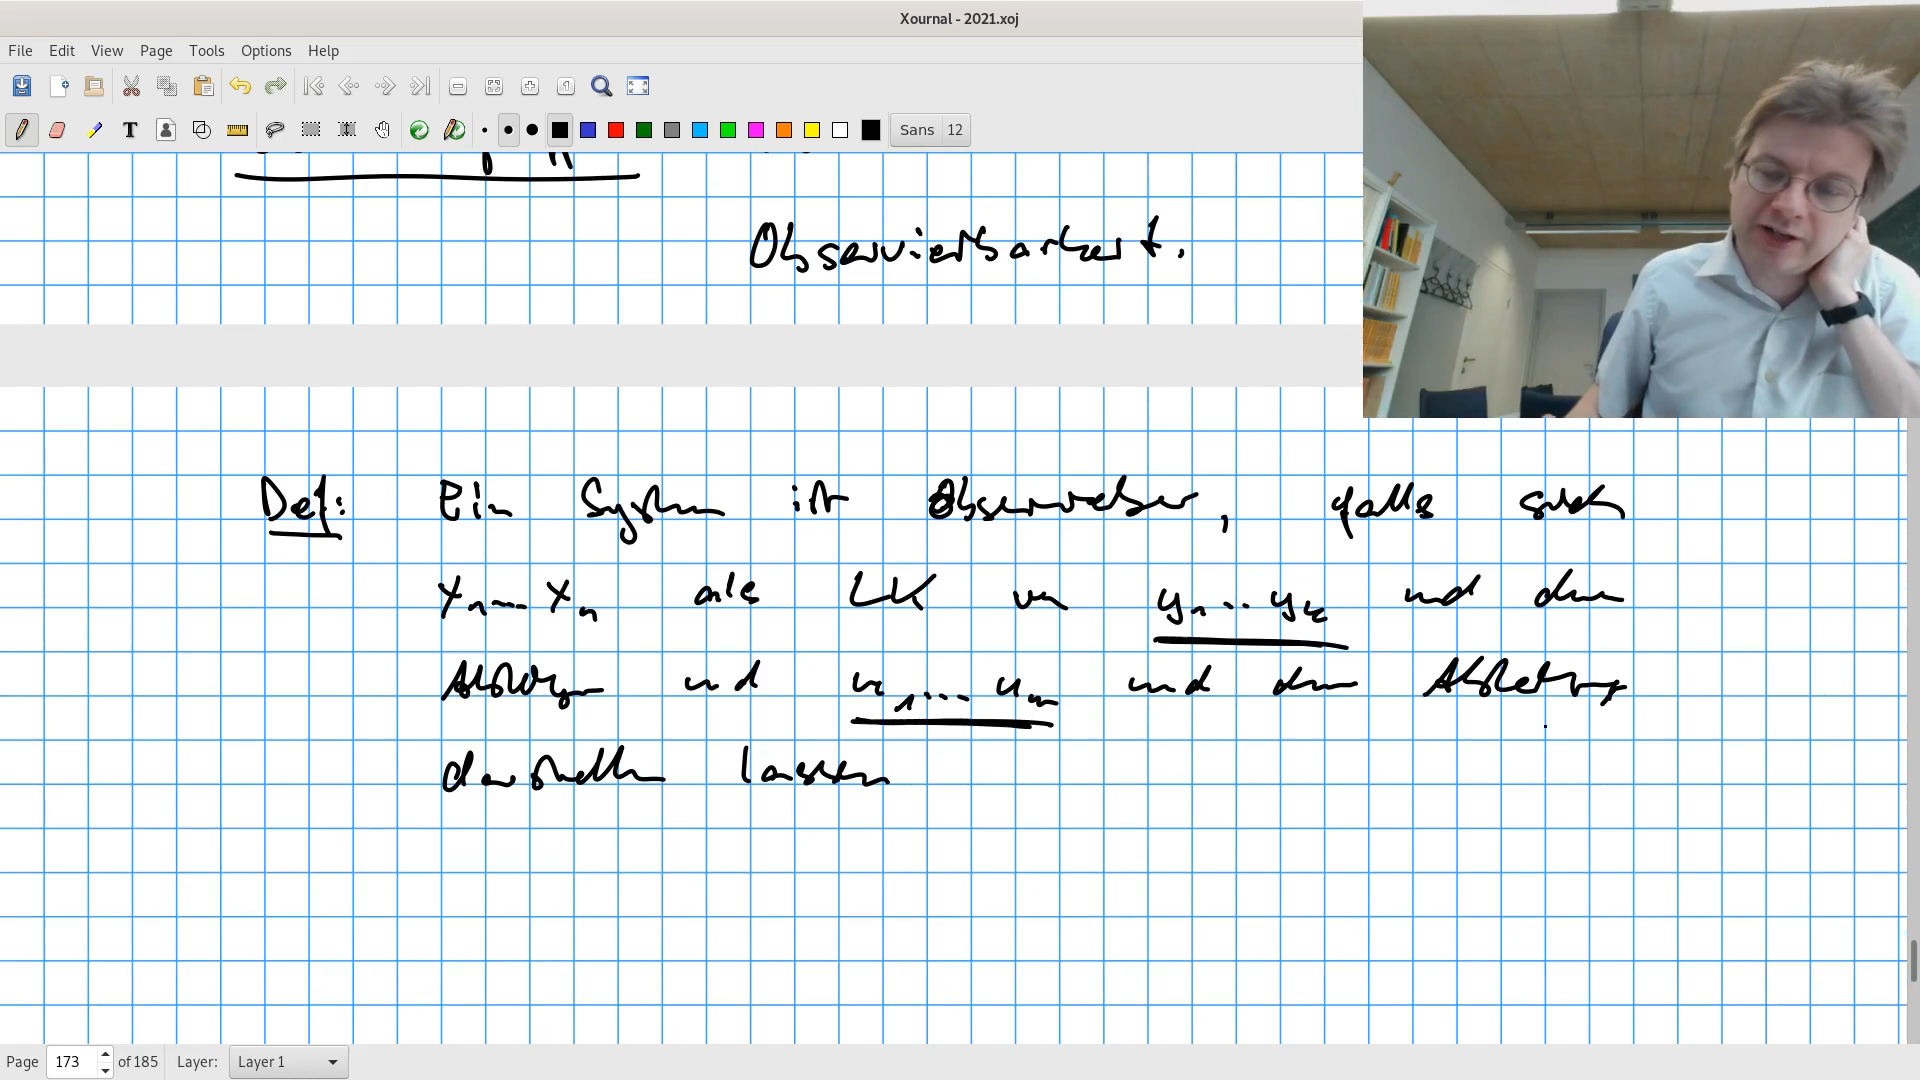 Xournal - 2021.xoj
File Edit View Page Tools Options Help
Sans 12
Observierbarkeit.
Def: Ein System ist Observierbar, falls sich
x1 ... xn als LK von y1 .. yk und deren
Ableitungen und u1, ... um und deren Ableitung
darstellen lassen
Page 173 of 185 Layer: Layer 1